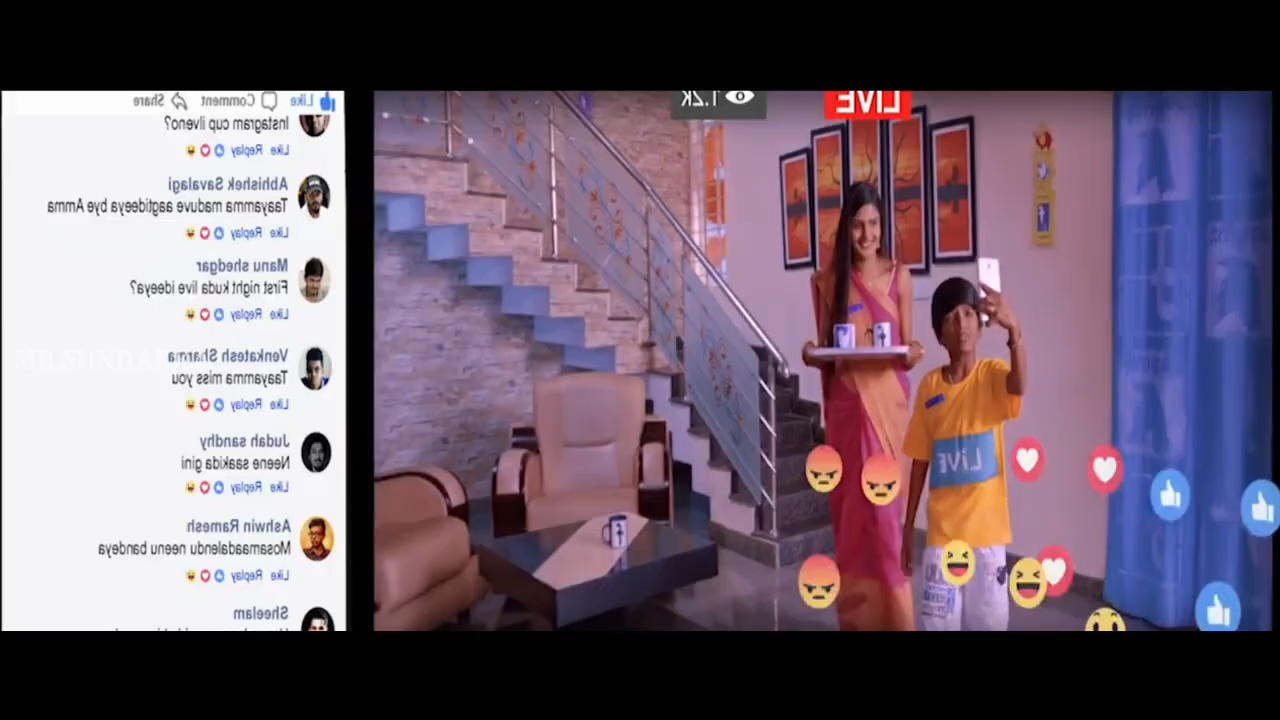 Like Comment Share
Instagram cup ilveno?
Like Replay
Abhishek Savalagi
Taayamma maduve aagtideeya bye Amma
Like Replay
Manu shedgar
First night kuda live ideeya?
Like Replay
Venkatesh Sharma
Taayamma miss you
Like Replay
Judah sandhy
Neene saakida gini
Like Replay
Ashwin Ramesh
Mosamaadalendu neenu bandeya
Like Replay
Sheelam
1.2K
LIVE
LiVE